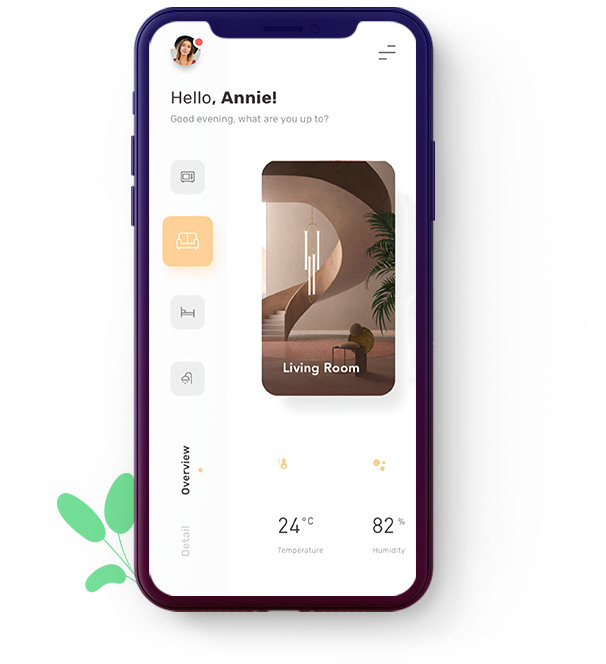 Hello, Annie!
Good evening, what are you up to?
Living Room
Overview
Detail
24°C
Temperature
82%
Humidity